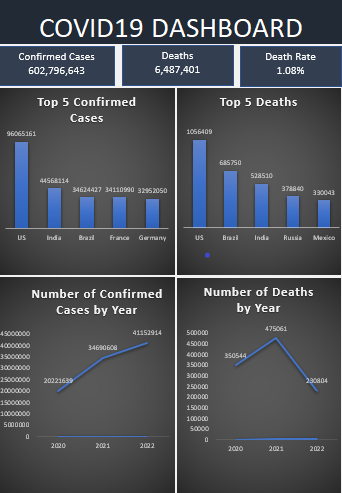 COVID19 DASHBOARD
Confirmed Cases
602,796,643
Deaths
6,487,401
Death Rate
1.08%
Top 5 Confirmed
Cases
96065161
44568114
34624427
34110990
32952050
US
India
Brazil
France
Germany
Top 5 Deaths
1056409
685750
528510
378840
330043
US
Brazil
India
Russia
Mexico
Number of Confirmed
Cases by Year
45000000
40000000
35000000
30000000
25000000
20000000
15000000
10000000
5000000
0
20221639
34690608
41152914
2020
2021
2022
Number of Deaths
by Year
500000
450000
400000
350000
300000
250000
200000
150000
100000
50000
0
350544
475061
230804
2020
2021
2022